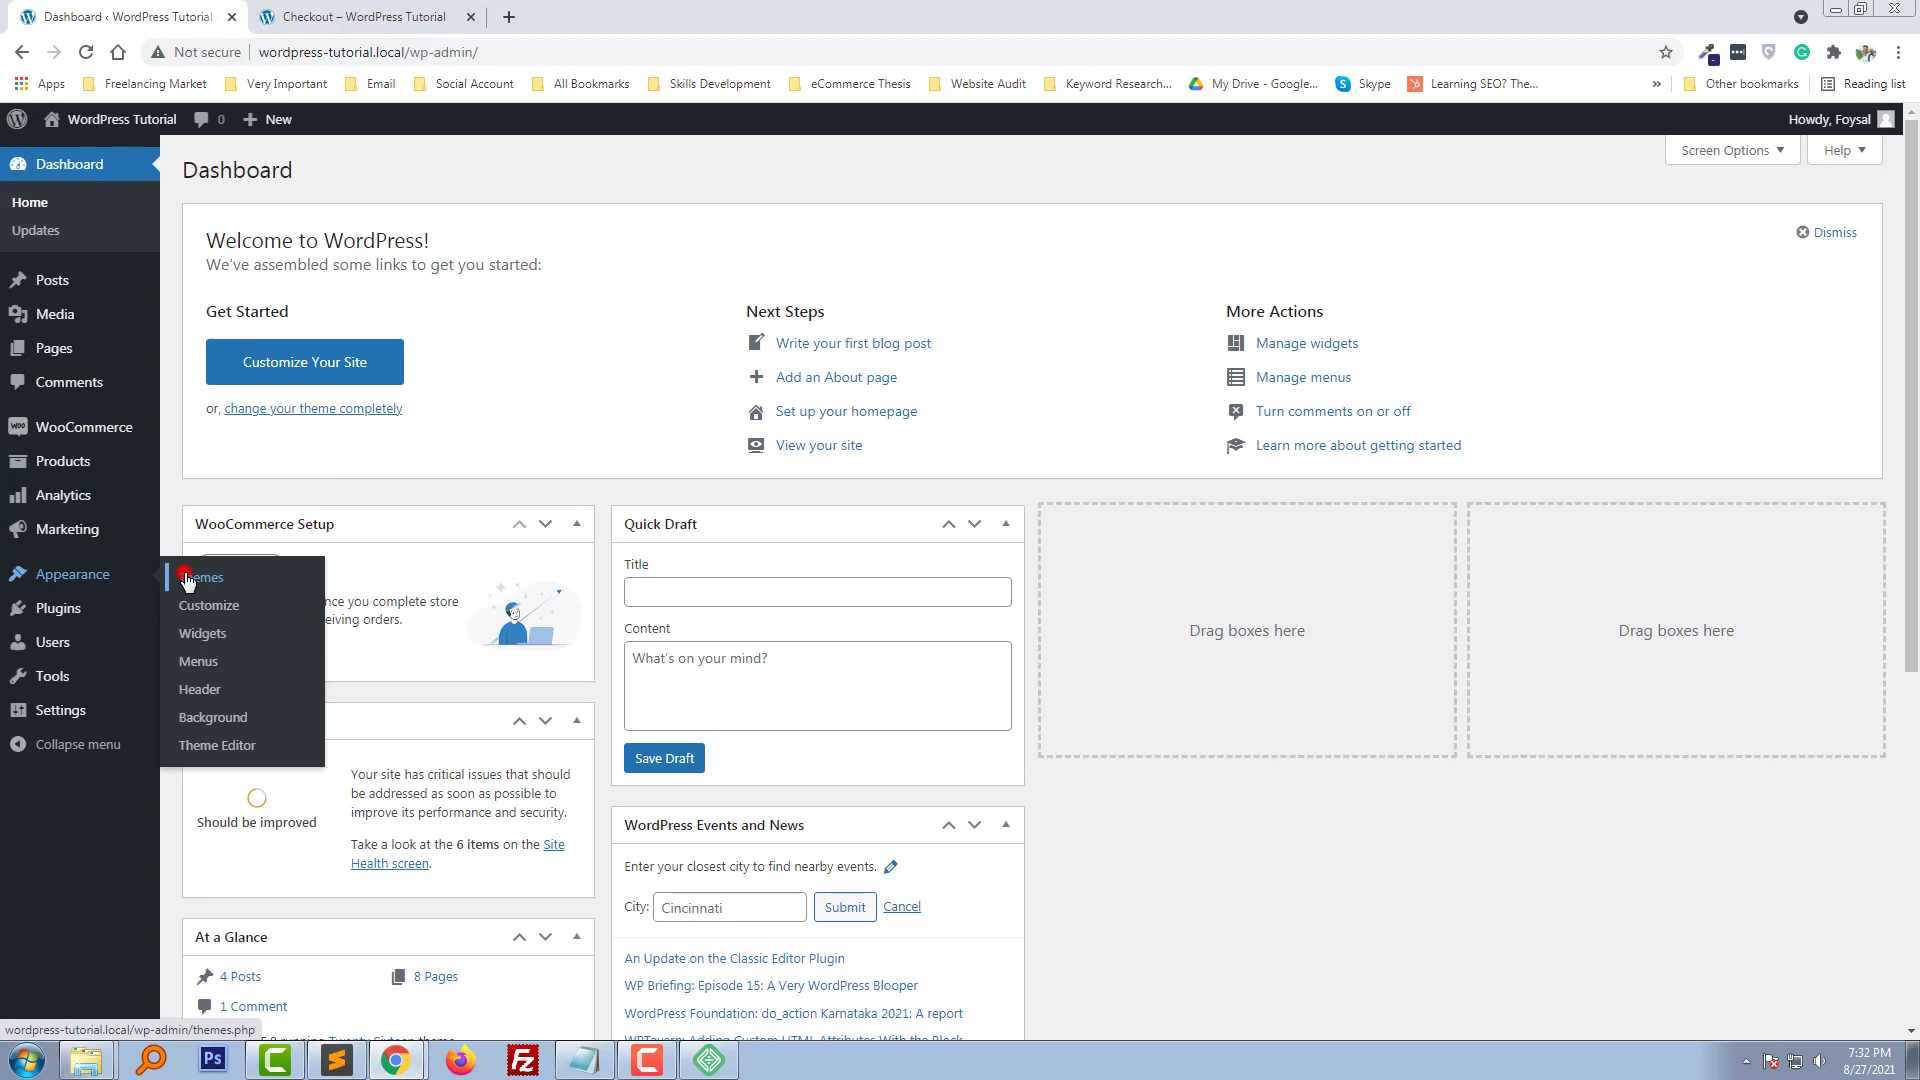 Dashboard ‹ WordPress Tutorial
Checkout – WordPress Tutorial
Not secure
wordpress-tutorial.local/wp-admin/
Apps
Freelancing Market
Very Important
Email
Social Account
All Bookmarks
Skills Development
eCommerce Thesis
Website Audit
Keyword Research...
My Drive - Google...
Skype
Learning SEO? The...
»
Other bookmarks
Reading list
WordPress Tutorial
0
New
Howdy, Foysal
Dashboard
Home
Updates
Posts
Media
Pages
Comments
WooCommerce
Products
Analytics
Marketing
Appearance
Plugins
Users
Tools
Settings
Collapse menu
Themes
Customize
Widgets
Menus
Header
Background
Theme Editor
Screen Options
Help
Dashboard
Welcome to WordPress!
We've assembled some links to get you started:
Dismiss
Get Started
Customize Your Site
or, change your theme completely
Next Steps
Write your first blog post
Add an About page
Set up your homepage
View your site
More Actions
Manage widgets
Manage menus
Turn comments on or off
Learn more about getting started
WooCommerce Setup
nce you complete store
eiving orders.
Should be improved
Your site has critical issues that should
be addressed as soon as possible to
improve its performance and security.
Take a look at the 6 items on the Site
Health screen.
At a Glance
4 Posts
8 Pages
1 Comment
Quick Draft
Title
Content
What's on your mind?
Save Draft
WordPress Events and News
Enter your closest city to find nearby events.
City:
Cincinnati
Submit
Cancel
An Update on the Classic Editor Plugin
WP Briefing: Episode 15: A Very WordPress Blooper
WordPress Foundation: do_action Karnataka 2021: A report
WPTavern: Adding Custom HTML Attributes With the Block
Drag boxes here
Drag boxes here
wordpress-tutorial.local/wp-admin/themes.php
Ps
7:32 PM
8/27/2021